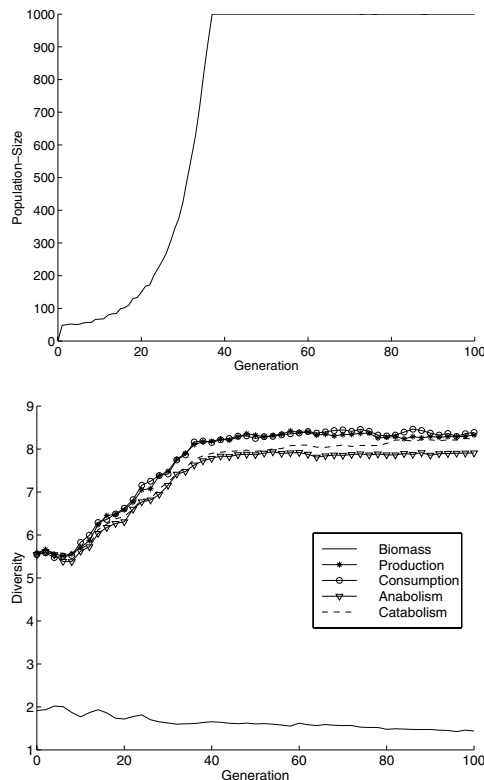 1000
900
800
700
600
500
400
300
200
100
0
Population-Size
0 20 40 60 80 100
Generation
9
8
7
6
5
4
3
2
1
Diversity
Biomass
Production
Consumption
Anabolism
Catabolism
0 20 40 60 80 100
Generation